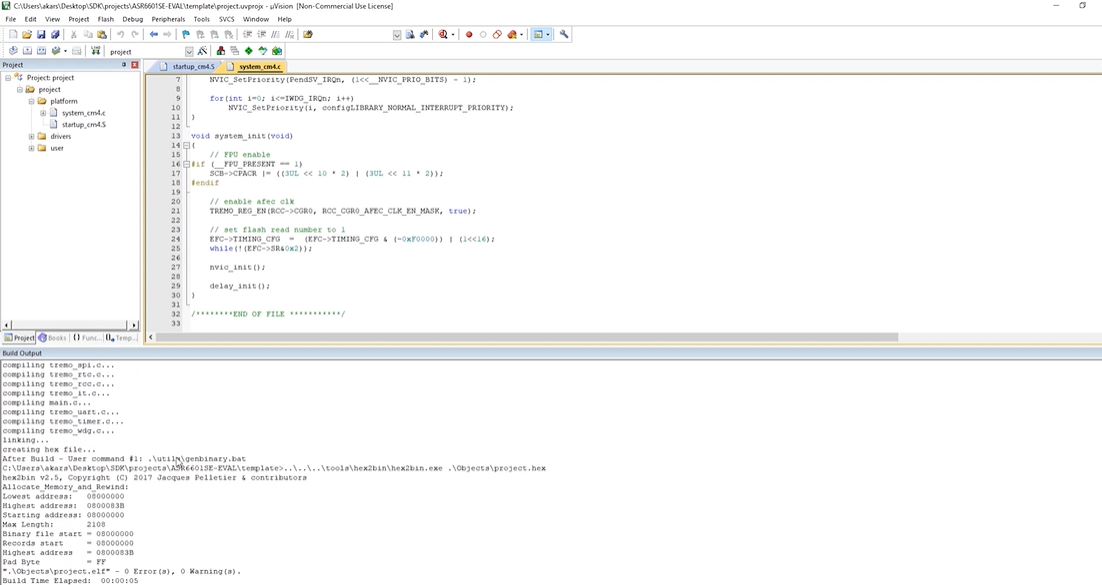 C:\Users\akars\Desktop\SDK\projects\ASR6601SE-EVAL\template\project.uvprojx - µVision [Non-Commercial Use License]
File Edit View Project Flash Debug Peripherals Tools SVCS Window Help
project
Project
startup_cm4.S system_cm4.c
Project: project
project
platform
system_cm4.c
startup_cm4.S
drivers
user
7 NVIC_SetPriority(PendSV_IRQn, (1<<__NVIC_PRIO_BITS) - 1);
8
9 for(int i=0; i<=IWDG_IRQn; i++)
10 NVIC_SetPriority(i, configLIBRARY_NORMAL_INTERRUPT_PRIORITY);
11 }
12
13 void system_init(void)
14 {
15 // FPU enable
16 #if (__FPU_PRESENT == 1)
17 SCB->CPACR |= ((3UL << 10 * 2) | (3UL << 11 * 2));
18 #endif
19
20 // enable afec clk
21 TREMO_REG_EN(RCC->CGR0, RCC_CGR0_AFEC_CLK_EN_MASK, true);
22
23 // set flash read number to 1
24 EFC->TIMING_CFG = (EFC->TIMING_CFG & (~0xF0000)) | (1<<16);
25 while(!(EFC->SR&0x2));
26
27 nvic_init();
28
29 delay_init();
30 }
31
32 /********END OF FILE ***********/
33
Project Books {} Func... Temp...
Build Output
compiling tremo_spi.c...
compiling tremo_rtc.c...
compiling tremo_rcc.c...
compiling tremo_it.c...
compiling main.c...
compiling tremo_uart.c...
compiling tremo_timer.c...
compiling tremo_wdg.c...
linking...
creating hex file...
After Build - User command #1: .\utils\genbinary.bat
C:\Users\akars\Desktop\SDK\projects\ASR6601SE-EVAL\template>..\..\..\tools\hex2bin\hex2bin.exe .\Objects\project.hex
hex2bin v2.5, Copyright (C) 2017 Jacques Pelletier & contributors
Allocate_Memory_and_Rewind:
Lowest address: 08000000
Highest address: 0800083B
Starting address: 08000000
Max Length: 2108
Binary file start = 08000000
Records start = 08000000
Highest address = 0800083B
Pad Byte = FF
".\Objects\project.elf" - 0 Error(s), 0 Warning(s).
Build Time Elapsed: 00:00:05